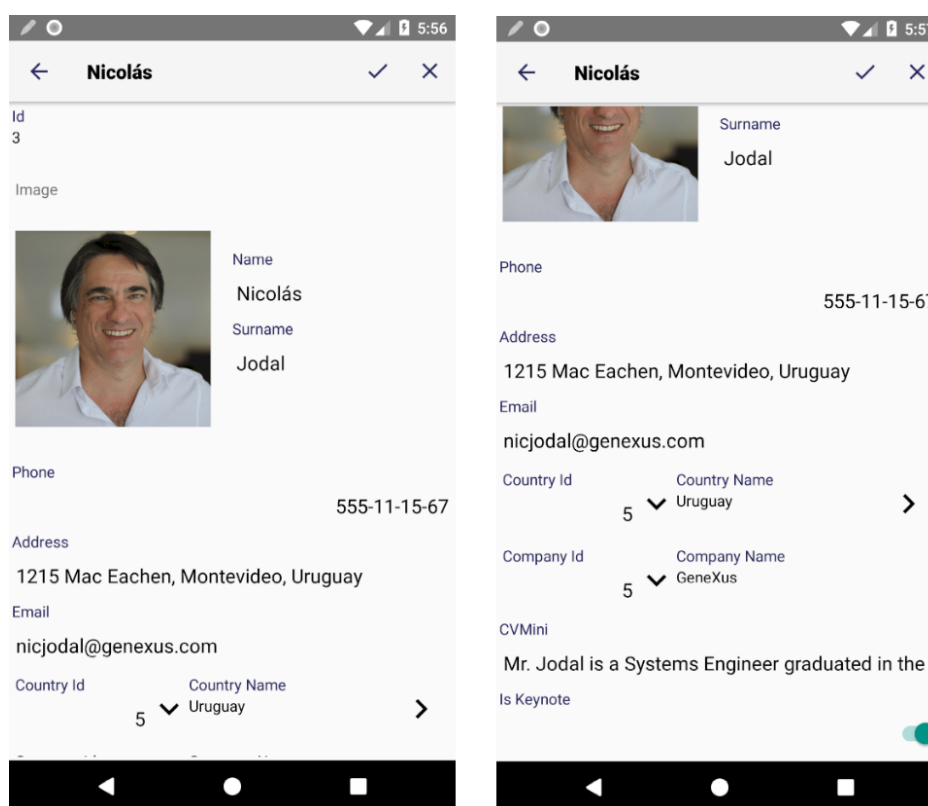 5:56
Nicolás
Id
3
Image
Name
Nicolás
Surname
Jodal
Phone
555-11-15-67
Address
1215 Mac Eachen, Montevideo, Uruguay
Email
nicjodal@genexus.com
Country Id
Country Name
5
Uruguay
5:57
Nicolás
Surname
Jodal
Phone
555-11-15-67
Address
1215 Mac Eachen, Montevideo, Uruguay
Email
nicjodal@genexus.com
Country Id
Country Name
5
Uruguay
Company Id
Company Name
5
GeneXus
CVMini
Mr. Jodal is a Systems Engineer graduated in the
Is Keynote